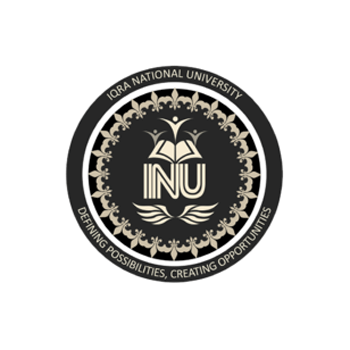 IQRA NATIONAL UNIVERSITY
INU
DEFINING POSSIBILITIES, CREATING OPPORTUNITIES